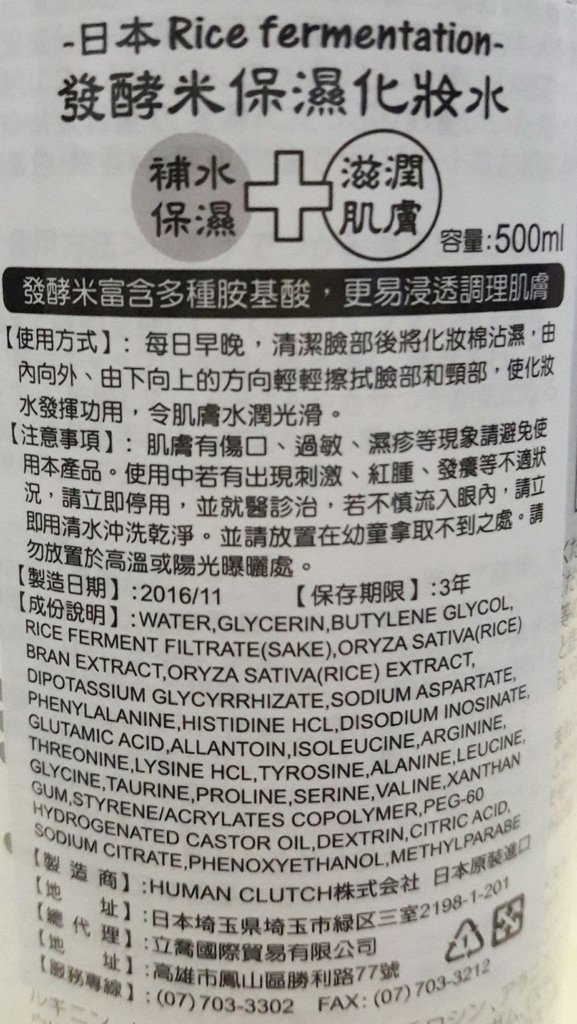 -日本Rice fermentation-
發酵米保濕化妝水
補水
保濕
滋潤
肌膚
容量:500ml
發酵米富含多種胺基酸，更易浸透調理肌膚
【使用方式】: 每日早晚，清潔臉部後將化妝棉沾濕，由
內向外、由下向上的方向輕輕擦拭臉部和頸部，使化妝
水發揮功用，令肌膚水潤光滑。
【注意事項】: 肌膚有傷口、過敏、濕疹等現象請避免使
用本產品。使用中若有出現刺激、紅腫、發癢等不適狀
況，請立即停用，並就醫診治，若不慎流入眼內，請立
即用清水沖洗乾淨。並請放置在幼童拿取不到之處。請
勿放置於高溫或陽光曝曬處。
【製造日期】:2016/11 【保存期限】:3年
【成份說明】:WATER,GLYCERIN,BUTYLENE GLYCOL,
RICE FERMENT FILTRATE(SAKE),ORYZA SATIVA(RICE)
BRAN EXTRACT,ORYZA SATIVA(RICE) EXTRACT,
DIPOTASSIUM GLYCYRRHIZATE,SODIUM ASPARTATE,
PHENYLALANINE,HISTIDINE HCL,DISODIUM INOSINATE,
GLUTAMIC ACID,ALLANTOIN,ISOLEUCINE,ARGININE,
THREONINE,LYSINE HCL,TYROSINE,ALANINE,LEUCINE,
GLYCINE,TAURINE,PROLINE,SERINE,VALINE,XANTHAN
GUM,STYRENE/ACRYLATES COPOLYMER,PEG-60
HYDROGENATED CASTOR OIL,DEXTRIN,CITRIC ACID,
SODIUM CITRATE,PHENOXYETHANOL,METHYLPARABE
【製造商】:HUMAN CLUTCH株式会社 日本原裝進口
【地址】:日本埼玉県埼玉市緑区三室2198-1-201
【總代理】:立喬國際貿易有限公司
【地址】:高雄市鳳山區勝利路77號
【服務專線】:(07)703-3302 FAX: (07)703-3212